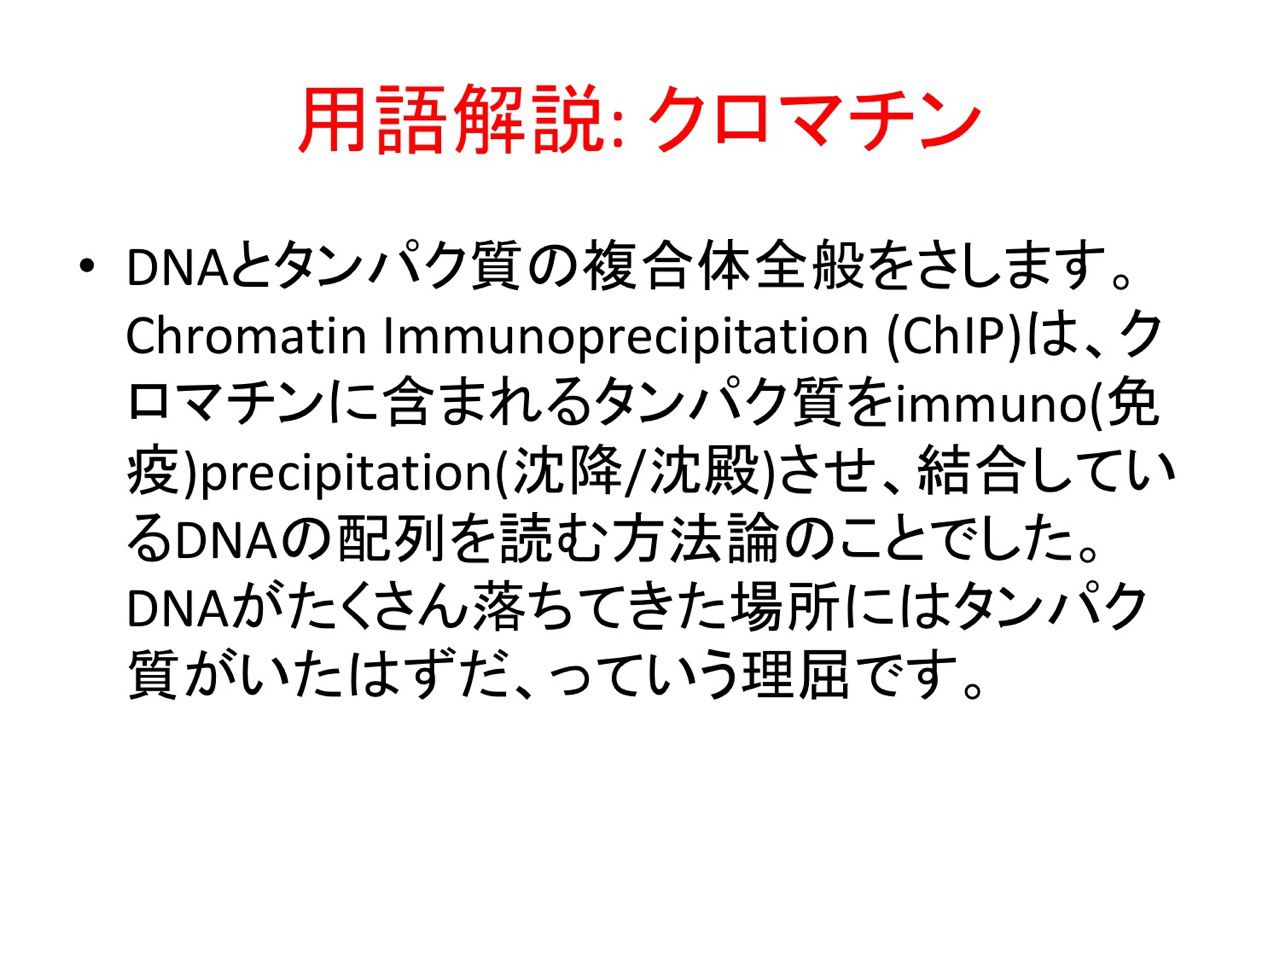 用語解説: クロマチン
• DNAとタンパク質の複合体全般をさします。
Chromatin Immunoprecipitation (ChIP)は、ク
ロマチンに含まれるタンパク質をimmuno(免
疫)precipitation(沈降/沈殿)させ、結合してい
るDNAの配列を読む方法論のことでした。
DNAがたくさん落ちてきた場所にはタンパク
質がいたはずだ、っていう理屈です。